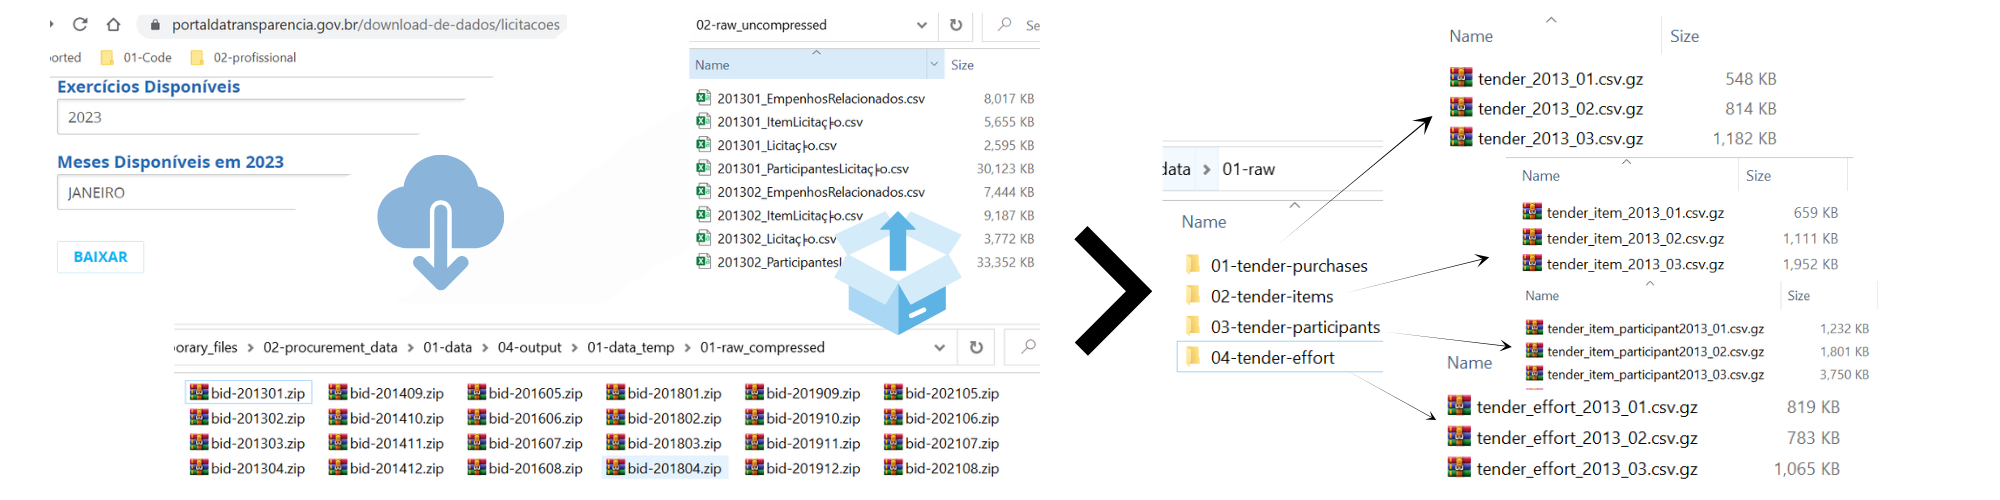 portaldatransparencia.gov.br/download-de-dados/licitacoes
orted 01-Code 02-profissional
Exercícios Disponíveis
2023
Meses Disponíveis em 2023
JANEIRO
BAIXAR
02-raw_uncompressed Se
Name Size
201301_EmpenhosRelacionados.csv 8,017 KB
201301_ItemLicitaç├o.csv 5,655 KB
201301_Licitaç├o.csv 2,595 KB
201301_ParticipantesLicitaç├o.csv 30,123 KB
201302_EmpenhosRelacionados.csv 7,444 KB
201302_ItemLicitaç├o.csv 9,187 KB
201302_Licitaç├o.csv 3,772 KB
201302_ParticipantesL 33,352 KB
orary_files 02-procurement_data 01-data 04-output 01-data_temp 01-raw_compressed
bid-201301.zip bid-201409.zip bid-201605.zip bid-201801.zip bid-201909.zip bid-202105.zip
bid-201302.zip bid-201410.zip bid-201606.zip bid-201802.zip bid-201910.zip bid-202106.zip
bid-201303.zip bid-201411.zip bid-201607.zip bid-201803.zip bid-201911.zip bid-202107.zip
bid-201304.zip bid-201412.zip bid-201608.zip bid-201804.zip bid-201912.zip bid-202108.zip
data 01-raw
Name
01-tender-purchases
02-tender-items
03-tender-participants
04-tender-effort
Name Size
tender_2013_01.csv.gz 548 KB
tender_2013_02.csv.gz 814 KB
tender_2013_03.csv.gz 1,182 KB
Name Size
tender_item_2013_01.csv.gz 659 KB
tender_item_2013_02.csv.gz 1,111 KB
tender_item_2013_03.csv.gz 1,952 KB
Name Size
tender_item_participant2013_01.csv.gz 1,232 KB
tender_item_participant2013_02.csv.gz 1,801 KB
tender_item_participant2013_03.csv.gz 3,750 KB
Name
tender_effort_2013_01.csv.gz 819 KB
tender_effort_2013_02.csv.gz 783 KB
tender_effort_2013_03.csv.gz 1,065 KB